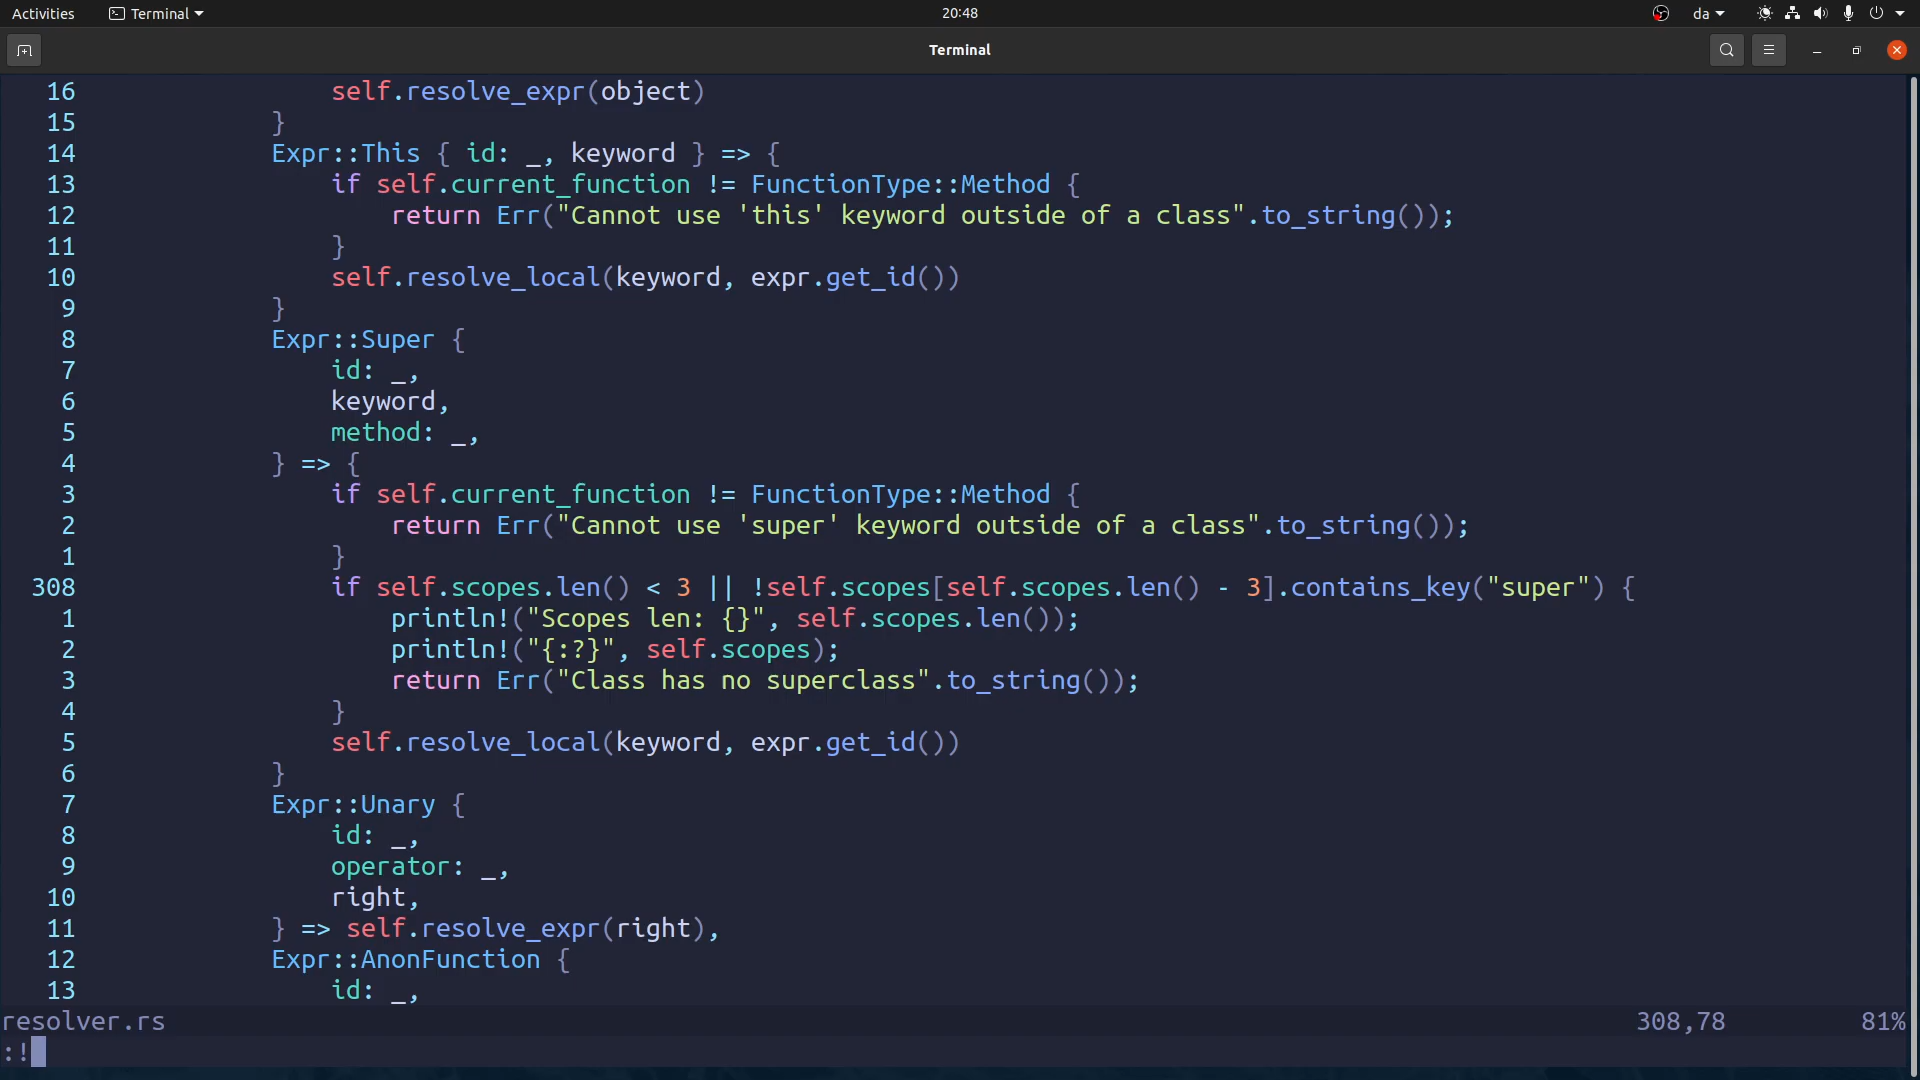 Activities Terminal 20:48 da
Terminal
16 self.resolve_expr(object)
15 }
14 Expr::This { id: _, keyword } => {
13 if self.current_function != FunctionType::Method {
12 return Err("Cannot use 'this' keyword outside of a class".to_string());
11 }
10 self.resolve_local(keyword, expr.get_id())
9 }
8 Expr::Super {
7 id: _,
6 keyword,
5 method: _,
4 } => {
3 if self.current_function != FunctionType::Method {
2 return Err("Cannot use 'super' keyword outside of a class".to_string());
1 }
308 if self.scopes.len() < 3 || !self.scopes[self.scopes.len() - 3].contains_key("super") {
1 println!("Scopes len: {}", self.scopes.len());
2 println!("{:?}", self.scopes);
3 return Err("Class has no superclass".to_string());
4 }
5 self.resolve_local(keyword, expr.get_id())
6 }
7 Expr::Unary {
8 id: _,
9 operator: _,
10 right,
11 } => self.resolve_expr(right),
12 Expr::AnonFunction {
13 id: _,
resolver.rs 308,78 81%
:!